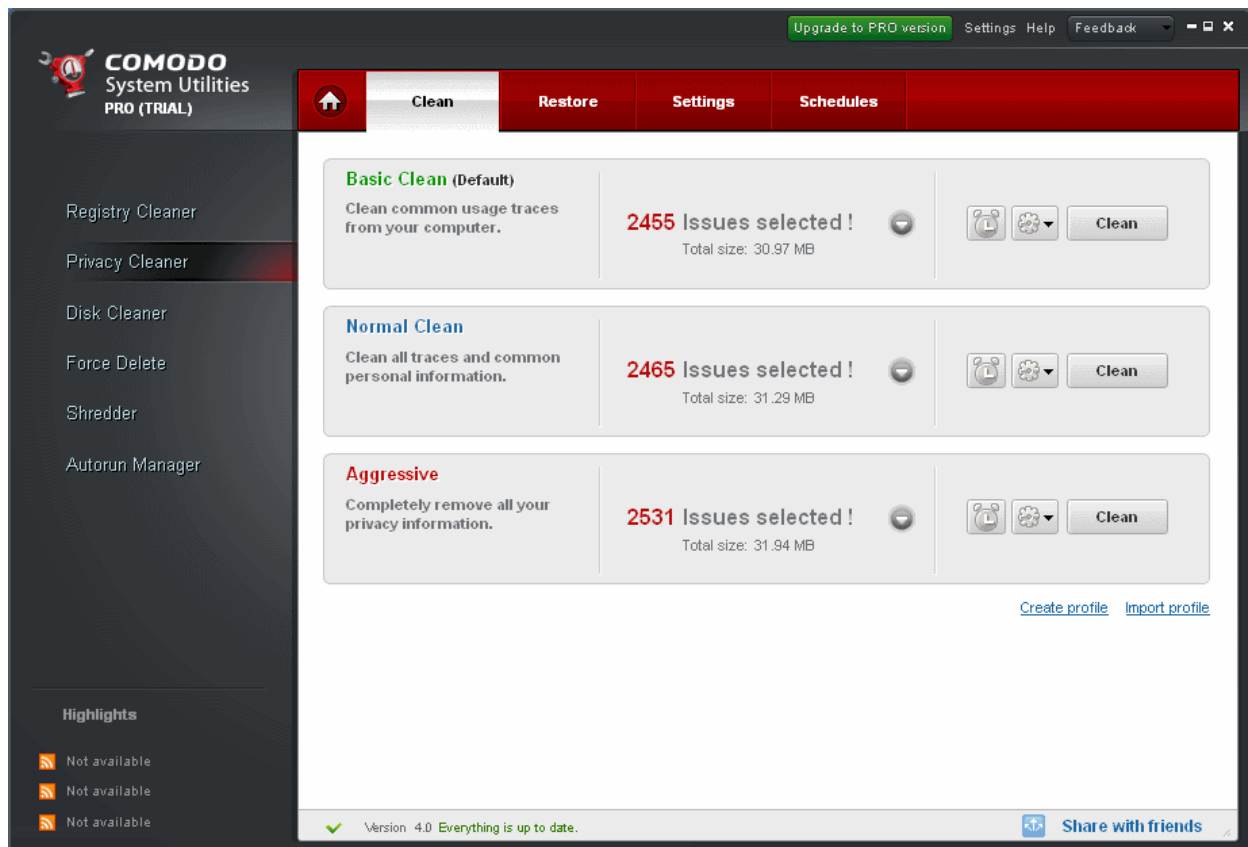 Upgrade to PRO version Settings Help Feedback
COMODO
System Utilities
PRO (TRIAL)
Clean Restore Settings Schedules
Registry Cleaner
Privacy Cleaner
Disk Cleaner
Force Delete
Shredder
Autorun Manager
Basic Clean (Default)
Clean common usage traces
from your computer.
2455 Issues selected !
Total size: 30.97 MB
Clean
Normal Clean
Clean all traces and common
personal information.
2465 Issues selected !
Total size: 31.29 MB
Clean
Aggressive
Completely remove all your
privacy information.
2531 Issues selected !
Total size: 31.94 MB
Clean
Create profile Import profile
Highlights
Not available
Not available
Not available
Version 4.0 Everything is up to date.
Share with friends